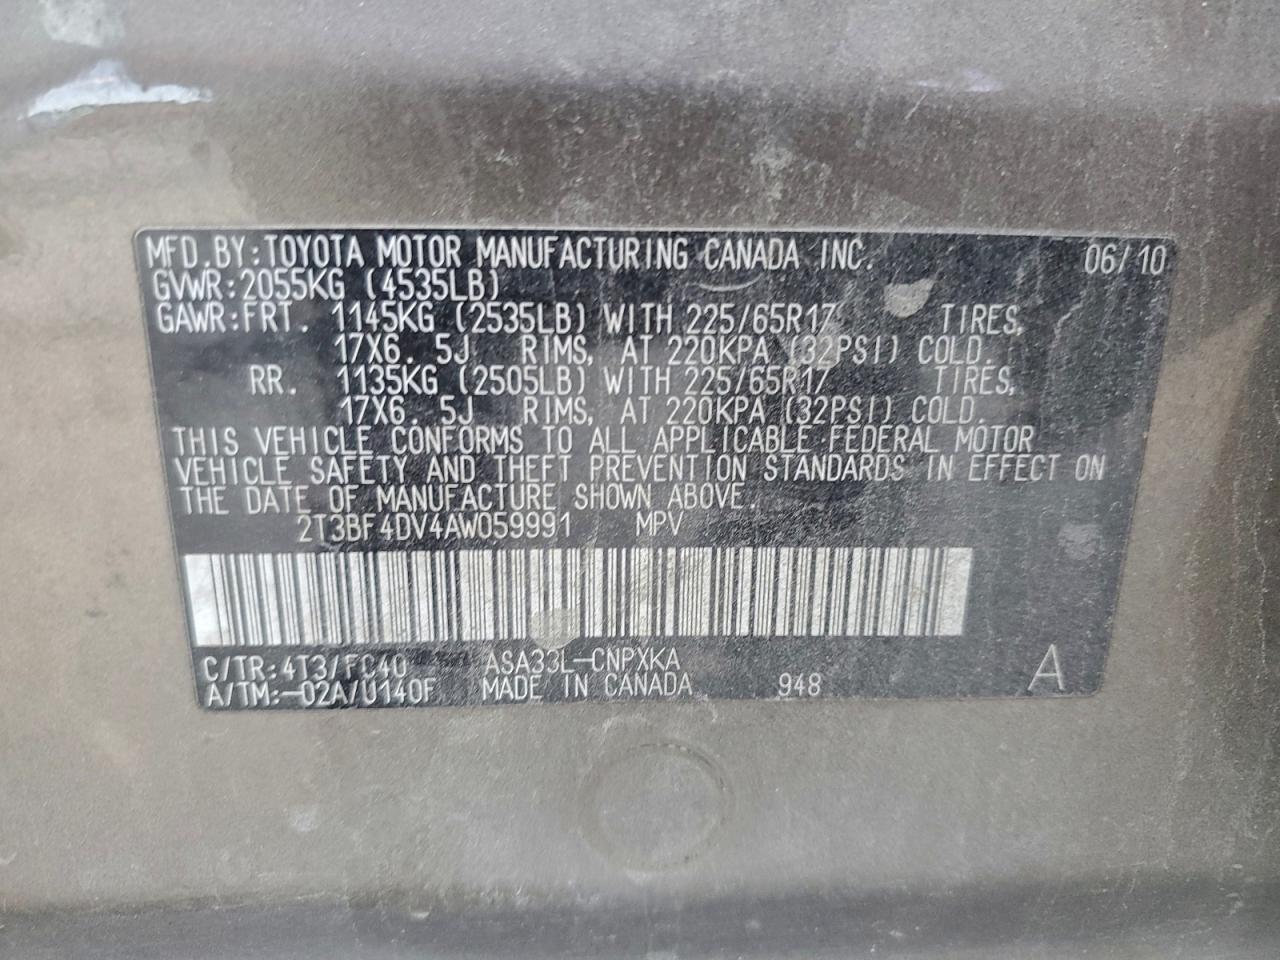 MFD.BY:TOYOTA MOTOR MANUFACTURING CANADA INC. 06/10
GVWR:2055KG (4535LB)
GAWR:FRT. 1145KG (2535LB) WITH 225/65R17 TIRES,
17X6.5J RIMS, AT 220KPA (32PSI) COLD.
RR. 1135KG (2505LB) WITH 225/65R17 TIRES,
17X6.5J RIMS, AT 220KPA (32PSI) COLD.
THIS VEHICLE CONFORMS TO ALL APPLICABLE FEDERAL MOTOR
VEHICLE SAFETY AND THEFT PREVENTION STANDARDS IN EFFECT ON
THE DATE OF MANUFACTURE SHOWN ABOVE.
2T3BF4DV4AW059991 MPV
C/TR:4T3/FC40 ASA33L-CNPXKA A
A/TM:-02A/U140F MADE IN CANADA 948